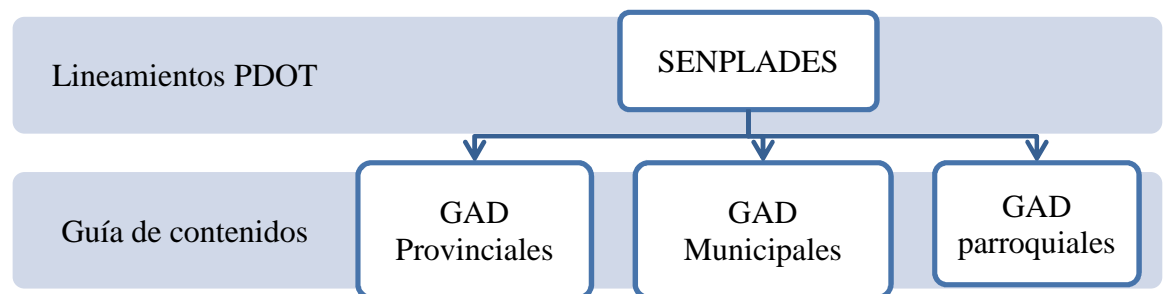 Lineamientos PDOT
SENPLADES
Guía de contenidos
GAD
Provinciales
GAD
Municipales
GAD
parroquiales